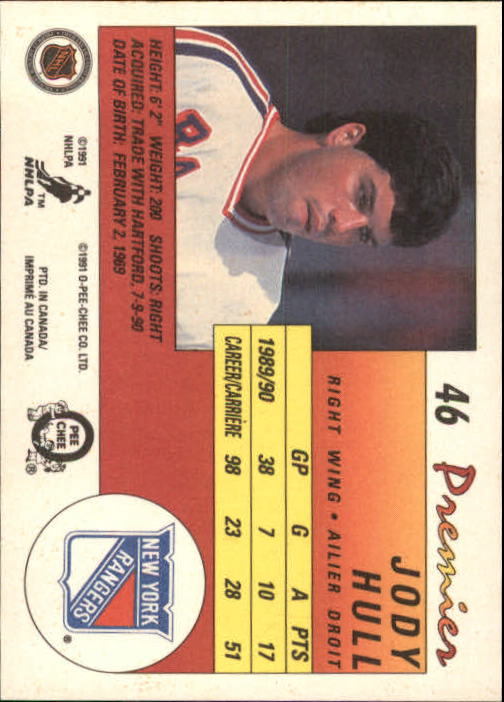 46 Premier
JODY
HULL
RIGHT WING • AILIER DROIT
GP G A PTS
1989/90 38 7 10 17
CAREER/CARRIÈRE 98 23 28 51
HEIGHT: 6'2" WEIGHT: 200 SHOOTS: RIGHT
ACQUIRED: TRADE WITH HARTFORD, 7-9-90
DATE OF BIRTH: FEBRUARY 2, 1969
NEW YORK
RANGERS
®
NHL
©1991
NHLPA
TM
NHLPA
©1991 O-PEE-CHEE CO. LTD.
PTD. IN CANADA/
IMPRIMÉ AU CANADA
O
PEE
CHEE
®